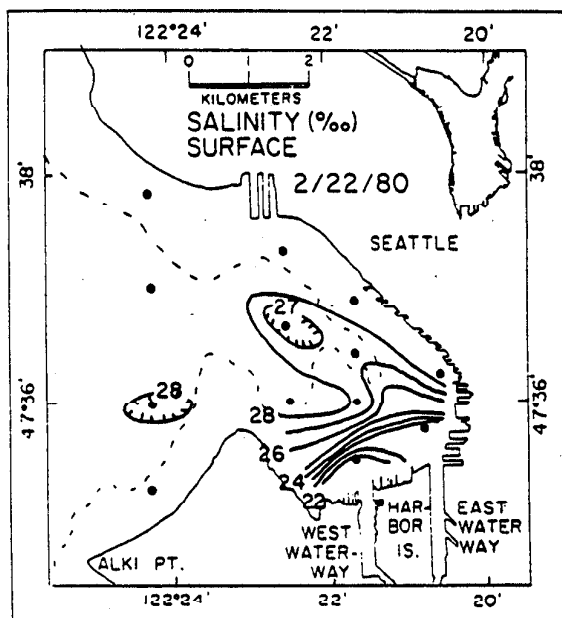 122°24' 22' 20'
0 2
KILOMETERS
SALINITY (‰)
SURFACE
2/22/80
38' 38'
SEATTLE
27
28
47°36' 47°36'
28
26
24
22
WEST WATER-WAY
HAR-BOR IS.
EAST WATER WAY
ALKI PT.
122°24' 22' 20'